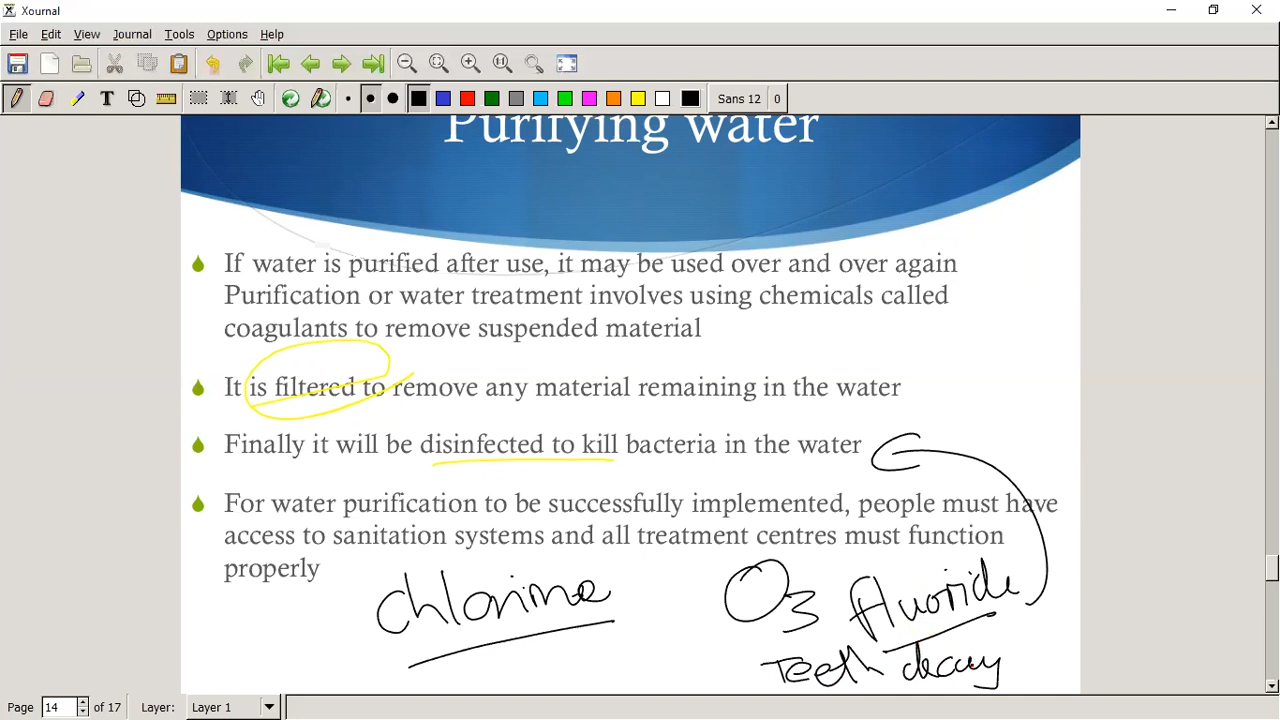 Xournal
File Edit View Journal Tools Options Help
T Sans 12 0
Purifying water
If water is purified after use, it may be used over and over again
Purification or water treatment involves using chemicals called
coagulants to remove suspended material
It is filtered to remove any material remaining in the water
Finally it will be disinfected to kill bacteria in the water
For water purification to be successfully implemented, people must have
access to sanitation systems and all treatment centres must function
properly
chlorine O3 fluoride
Teeth decay
Page 14 of 17 Layer: Layer 1